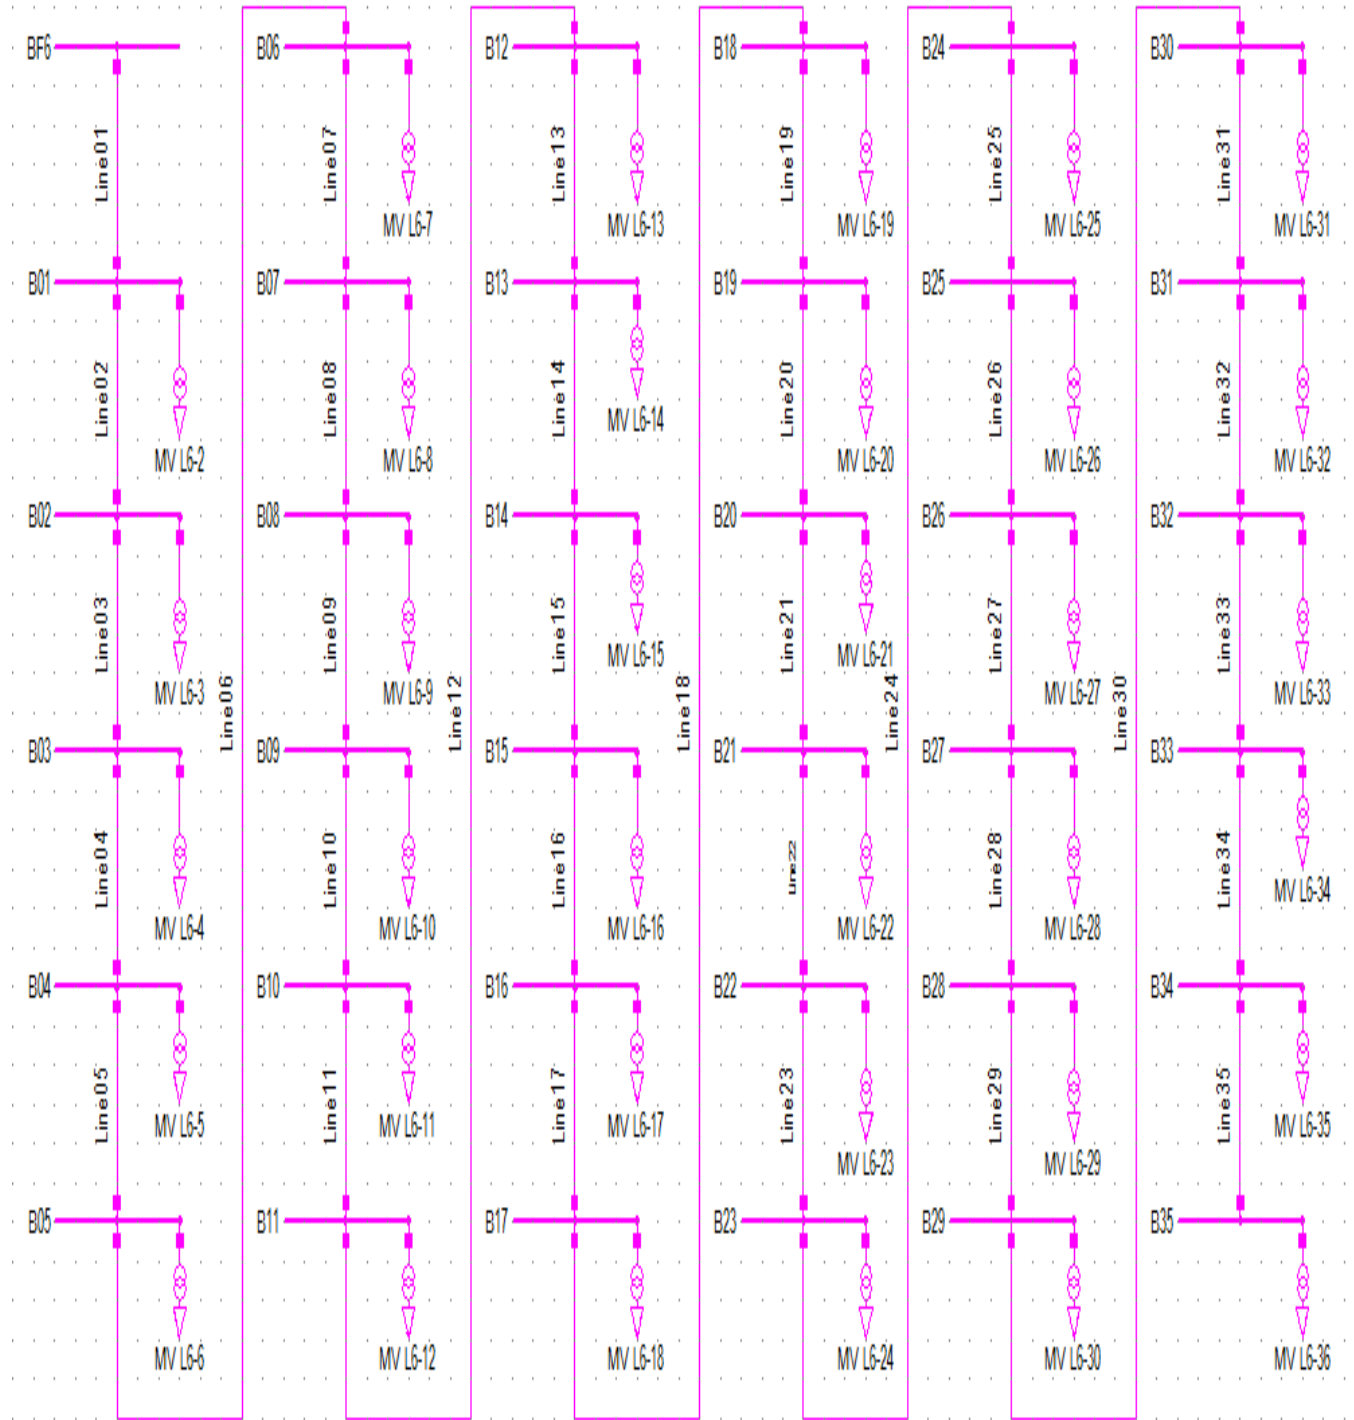 BF6
Line01
B01
Line02
MV L6-2
B02
Line03
MV L6-3
B03
Line04
MV L6-4
B04
Line05
MV L6-5
B05
MV L6-6
Line06
B06
Line07
MV L6-7
B07
Line08
MV L6-8
B08
Line09
MV L6-9
B09
Line10
MV L6-10
B10
Line11
MV L6-11
B11
MV L6-12
Line12
B12
Line13
MV L6-13
B13
Line14
MV L6-14
B14
Line15
MV L6-15
B15
Line16
MV L6-16
B16
Line17
MV L6-17
B17
MV L6-18
Line18
B18
Line19
MV L6-19
B19
Line20
MV L6-20
B20
Line21
MV L6-21
B21
Line22
MV L6-22
B22
Line23
MV L6-23
B23
MV L6-24
Line24
B24
Line25
MV L6-25
B25
Line26
MV L6-26
B26
Line27
MV L6-27
B27
Line28
MV L6-28
B28
Line29
MV L6-29
B29
MV L6-30
Line30
B30
Line31
MV L6-31
B31
Line32
MV L6-32
B32
Line33
MV L6-33
B33
Line34
MV L6-34
B34
Line35
MV L6-35
B35
MV L6-36